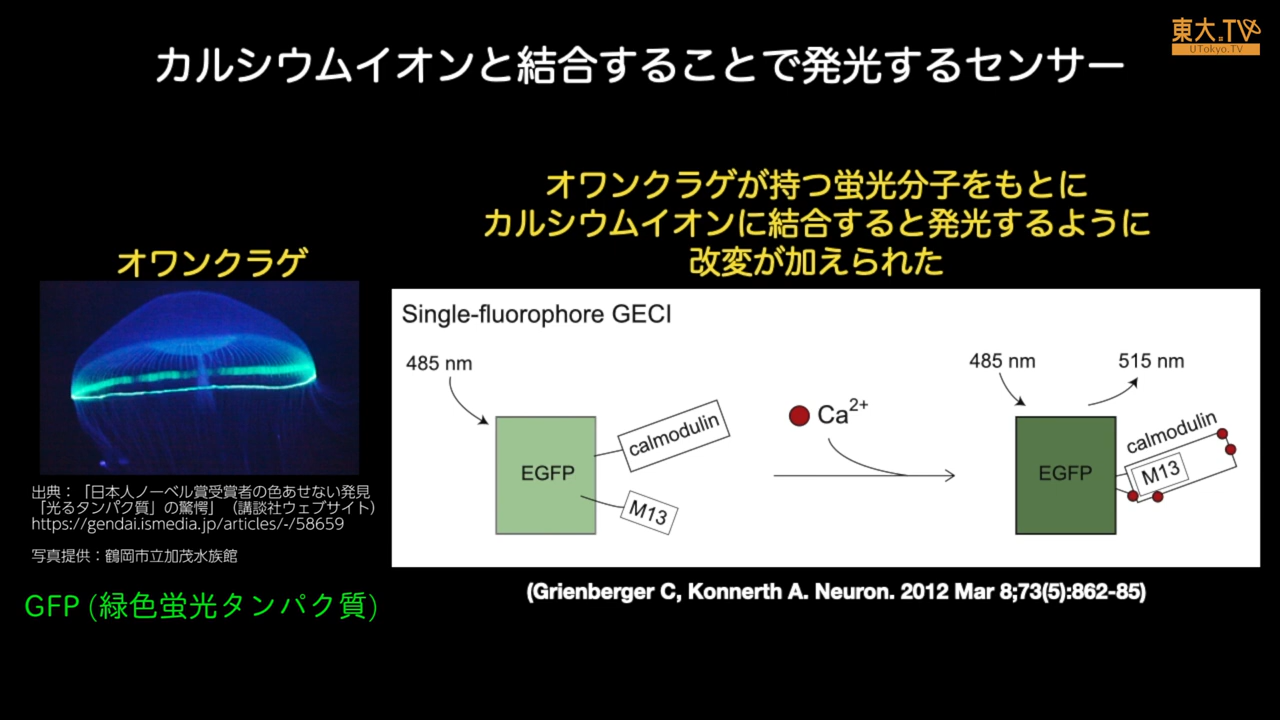 東大.TV
UTokyo.TV
カルシウムイオンと結合することで発光するセンサー
オワンクラゲが持つ蛍光分子をもとに
カルシウムイオンに結合すると発光するように
改変が加えられた
オワンクラゲ
出典：「日本人ノーベル賞受賞者の色あせない発見
「光るタンパク質」の驚愕」（講談社ウェブサイト）
https://gendai.ismedia.jp/articles/-/58659
写真提供：鶴岡市立加茂水族館
GFP (緑色蛍光タンパク質)
Single-fluorophore GECI
485 nm
EGFP
calmodulin
M13
Ca2+
485 nm
515 nm
EGFP
calmodulin
M13
(Grienberger C, Konnerth A. Neuron. 2012 Mar 8;73(5):862-85)